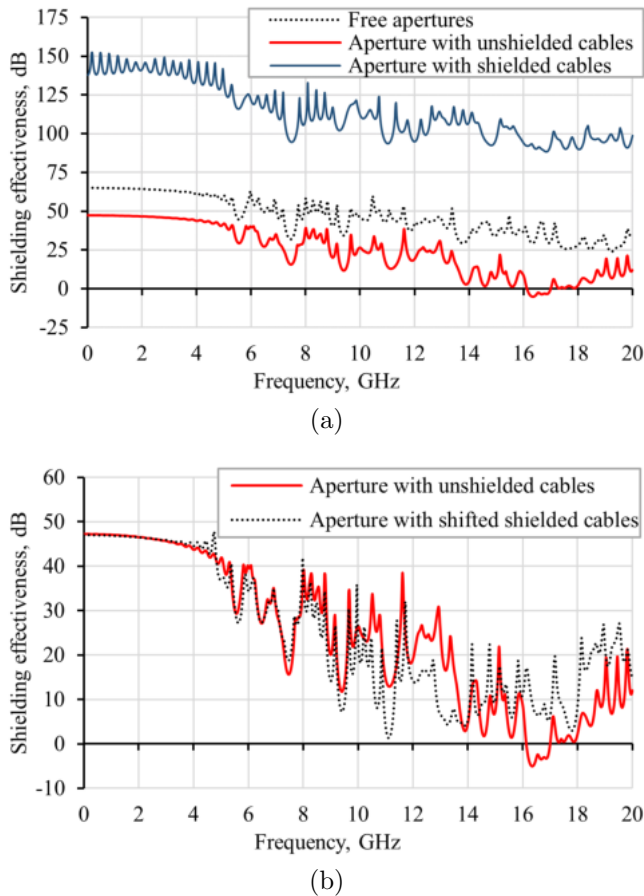 Free apertures
Aperture with unshielded cables
Aperture with shielded cables
Shielding effectiveness, dB
175
150
125
100
75
50
25
0
-25
0 2 4 6 8 10 12 14 16 18 20
Frequency, GHz
(a)
Aperture with unshielded cables
Aperture with shifted shielded cables
Shielding effectiveness, dB
60
50
40
30
20
10
0
-10
0 2 4 6 8 10 12 14 16 18 20
Frequency, GHz
(b)